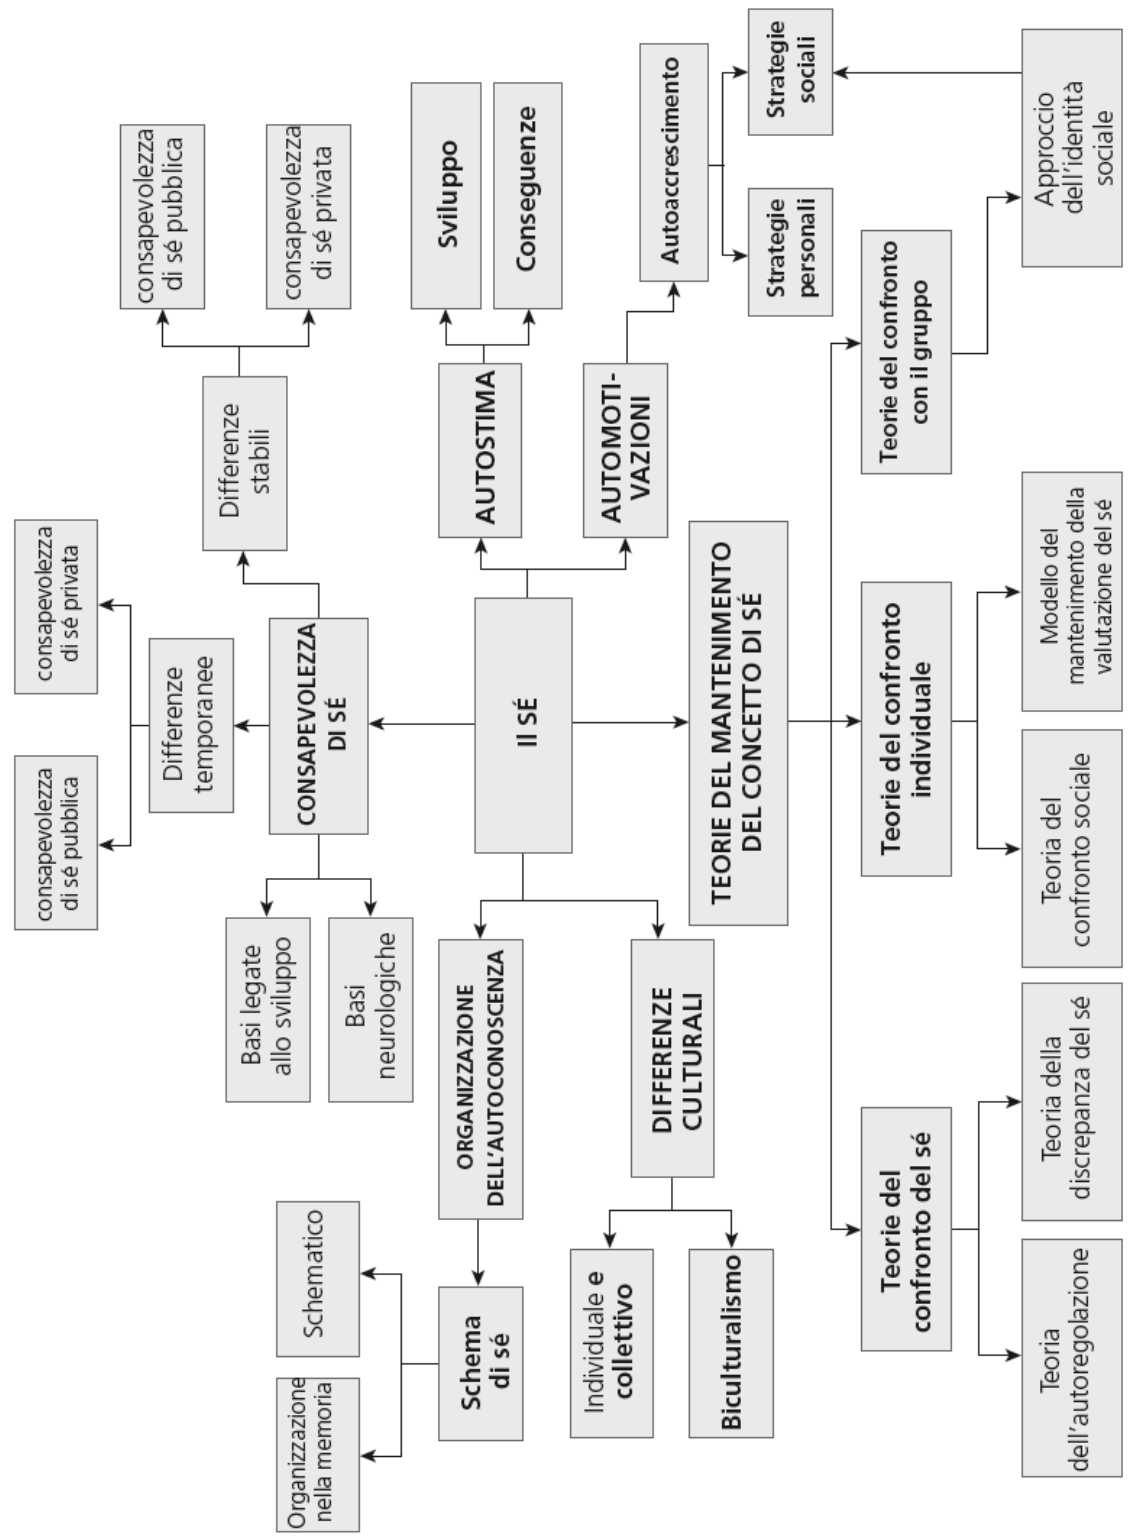 consapevolezza
di sé pubblica
consapevolezza
di sé privata
Differenze
temporanee
Differenze
stabili
consapevolezza
di sé pubblica
consapevolezza
di sé privata
Basi legate
allo sviluppo
Basi
neurologiche
CONSAPEVOLEZZA
DI SÉ
Organizzazione
nella memoria
Schematico
Schema
di sé
ORGANIZZAZIONE
DELL'AUTOCONOSCENZA
Il SÉ
AUTOSTIMA
Sviluppo
Conseguenze
Individuale e
collettivo
Biculturalismo
DIFFERENZE
CULTURALI
AUTOMOTI-
VAZIONI
Autoaccrescimento
Strategie
personali
Strategie
sociali
TEORIE DEL MANTENIMENTO
DEL CONCETTO DI SÉ
Teorie del
confronto del sé
Teorie del confronto
individuale
Teorie del confronto
con il gruppo
Teoria
dell'autoregolazione
Teoria della
discrepanza del sé
Teoria del
confronto sociale
Modello del
mantenimento della
valutazione del sé
Approccio
dell'identità
sociale